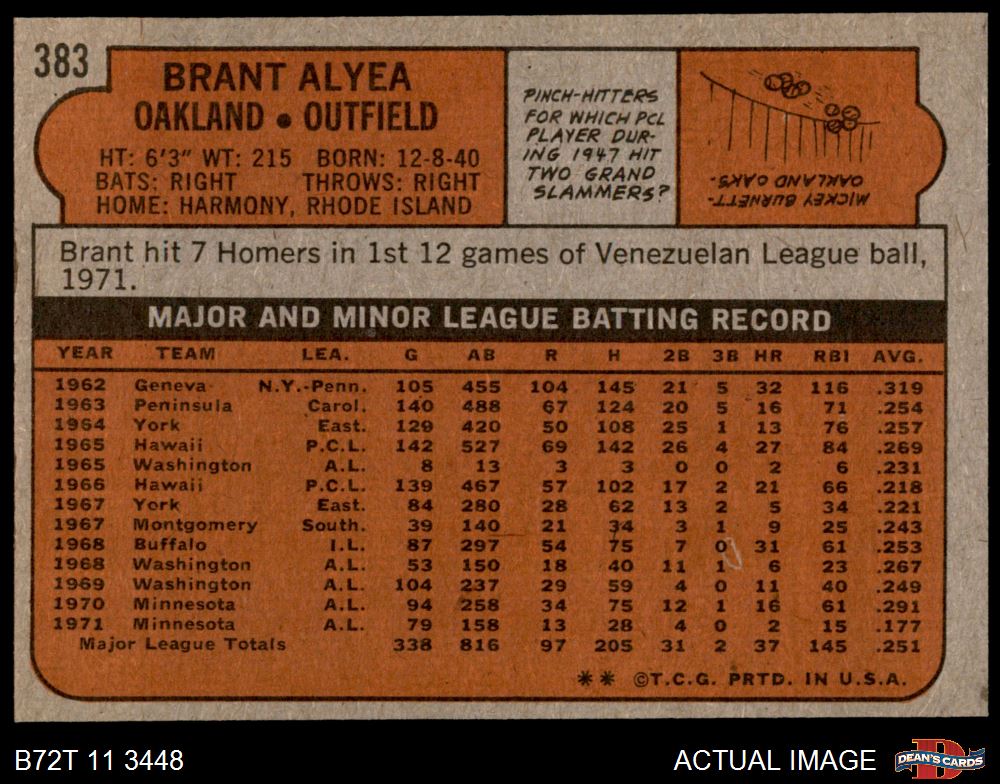 383
BRANT ALYEA
OAKLAND • OUTFIELD
HT: 6'3" WT: 215 BORN: 12-8-40
BATS: RIGHT THROWS: RIGHT
HOME: HARMONY, RHODE ISLAND
PINCH-HITTERS
FOR WHICH PCL
PLAYER DUR-
ING 1947 HIT
TWO GRAND
SLAMMERS?
MICKEY BURNETT-
OAKLAND OAKS-
Brant hit 7 Homers in 1st 12 games of Venezuelan League ball,
1971.
MAJOR AND MINOR LEAGUE BATTING RECORD
YEAR TEAM LEA. G AB R H 2B 3B HR RBI AVG.
1962 Geneva N.Y.-Penn. 105 455 104 145 21 5 32 116 .319
1963 Peninsula Carol. 140 488 67 124 20 5 16 71 .254
1964 York East. 129 420 50 108 25 1 13 76 .257
1965 Hawaii P.C.L. 142 527 69 142 26 4 27 84 .269
1965 Washington A.L. 8 13 3 3 0 0 2 6 .231
1966 Hawaii P.C.L. 139 467 57 102 17 2 21 66 .218
1967 York East. 84 280 28 62 13 2 5 34 .221
1967 Montgomery South. 39 140 21 34 3 1 9 25 .243
1968 Buffalo I.L. 87 297 54 75 7 0 31 61 .253
1968 Washington A.L. 53 150 18 40 11 1 6 23 .267
1969 Washington A.L. 104 237 29 59 4 0 11 40 .249
1970 Minnesota A.L. 94 258 34 75 12 1 16 61 .291
1971 Minnesota A.L. 79 158 13 28 4 0 2 15 .177
Major League Totals 338 816 97 205 31 2 37 145 .251
** ©T.C.G. PRTD. IN U.S.A.
B72T 11 3448 ACTUAL IMAGE
DEAN'S CARDS